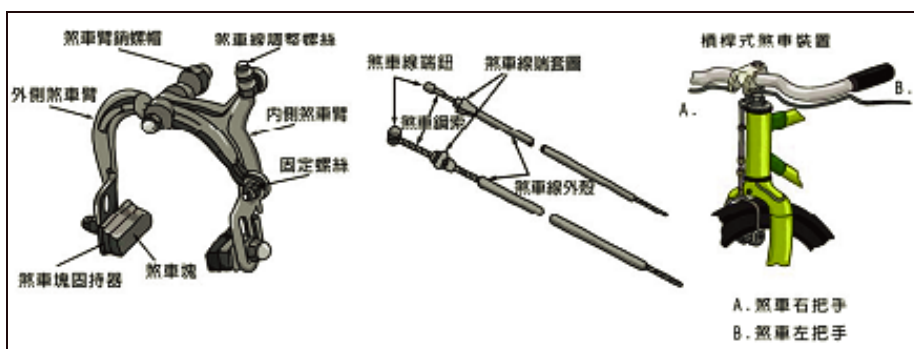 煞車臂銷螺帽
煞車線調整螺絲
外側煞車臂
內側煞車臂
固定螺絲
煞車塊
煞車塊固持器
煞車線端鈕
煞車線端套圈
煞車鋼索
煞車線外殼
槓桿式煞車裝置
A.
B.
A.煞車右把手
B.煞車左把手